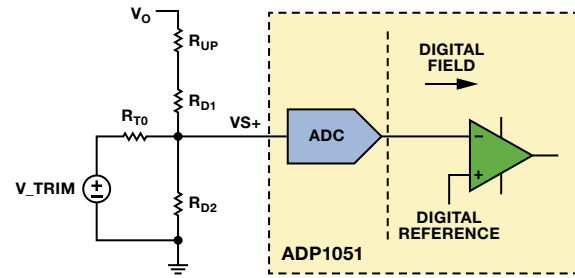 V_O
R_UP
R_D1
R_T0
VS+
ADC
DIGITAL
FIELD
V_TRIM
R_D2
DIGITAL
REFERENCE
ADP1051